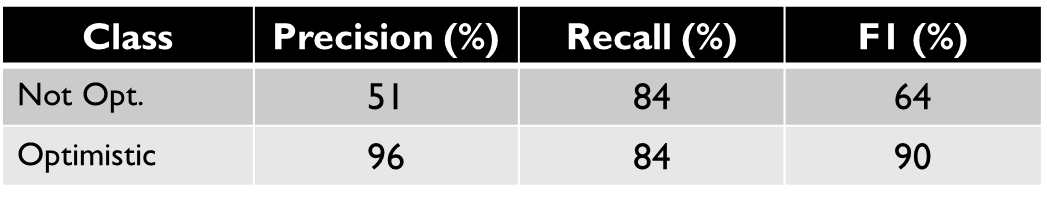 Class Precision (%) Recall (%) F1 (%)
Not Opt. 51 84 64
Optimistic 96 84 90